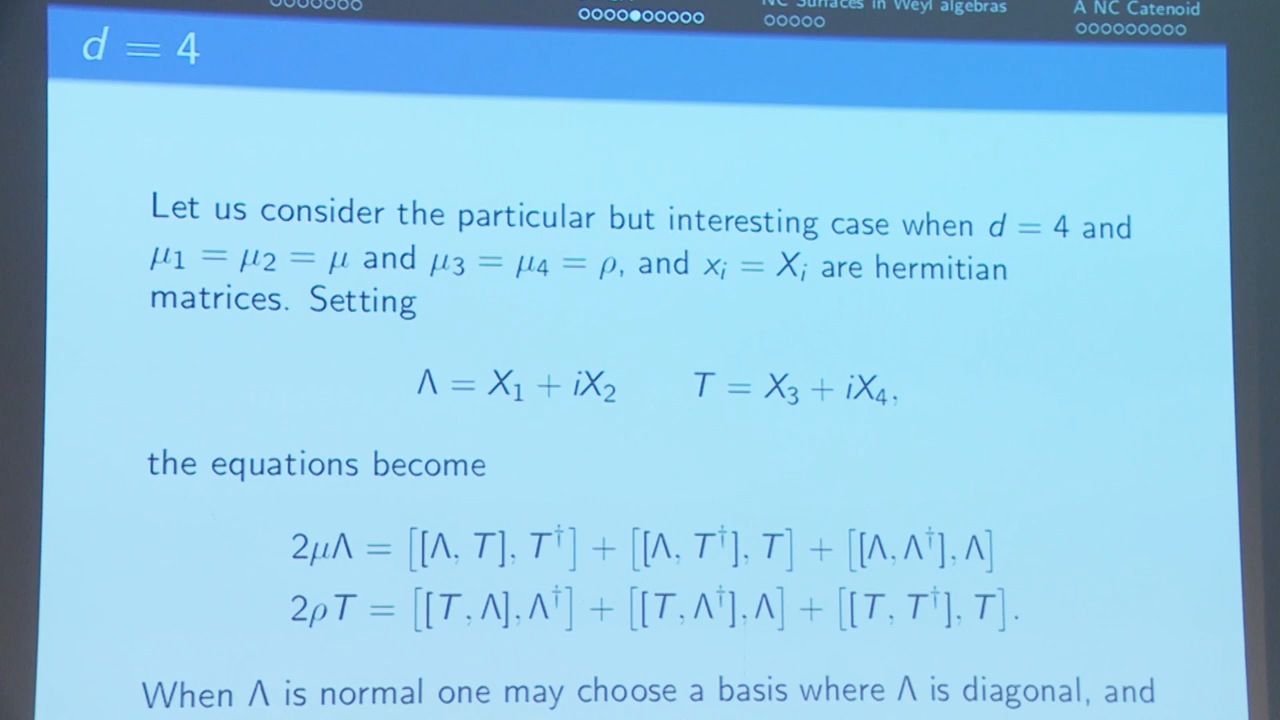 NC Surfaces in Weyl algebras
A NC Catenoid
d = 4
Let us consider the particular but interesting case when d = 4 and
μ₁ = μ₂ = μ and μ₃ = μ₄ = ρ, and xᵢ = Xᵢ are hermitian
matrices. Setting
Λ = X₁ + iX₂ T = X₃ + iX₄,
the equations become
2μΛ = [[Λ, T], T†] + [[Λ, T†], T] + [[Λ, Λ†], Λ]
2ρT = [[T, Λ], Λ†] + [[T, Λ†], Λ] + [[T, T†], T].
When Λ is normal one may choose a basis where Λ is diagonal, and